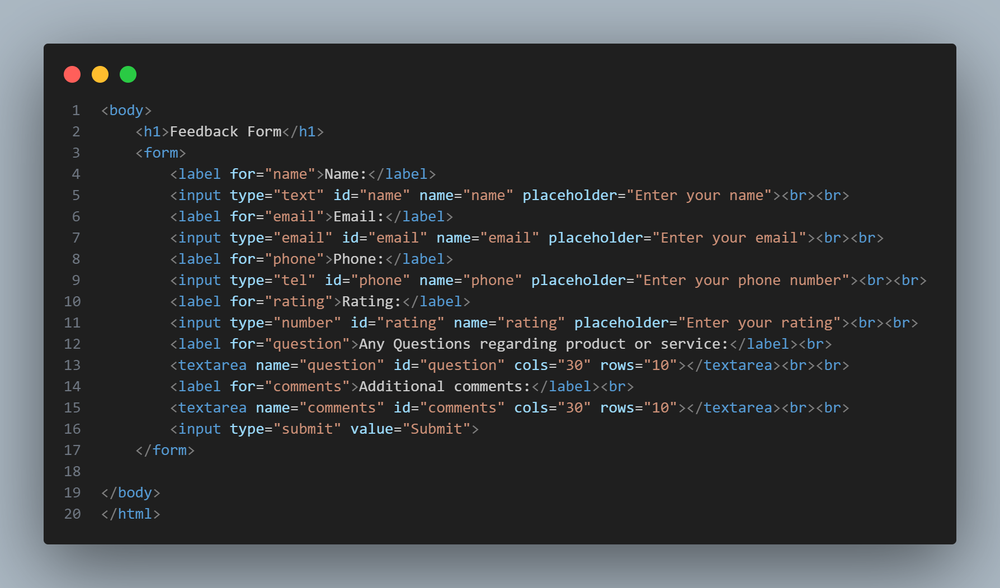 1 <body>
2     <h1>Feedback Form</h1>
3     <form>
4         <label for="name">Name:</label>
5         <input type="text" id="name" name="name" placeholder="Enter your name"><br><br>
6         <label for="email">Email:</label>
7         <input type="email" id="email" name="email" placeholder="Enter your email"><br><br>
8         <label for="phone">Phone:</label>
9         <input type="tel" id="phone" name="phone" placeholder="Enter your phone number"><br><br>
10         <label for="rating">Rating:</label>
11         <input type="number" id="rating" name="rating" placeholder="Enter your rating"><br><br>
12         <label for="question">Any Questions regarding product or service:</label><br>
13         <textarea name="question" id="question" cols="30" rows="10"></textarea><br><br>
14         <label for="comments">Additional comments:</label><br>
15         <textarea name="comments" id="comments" cols="30" rows="10"></textarea><br><br>
16         <input type="submit" value="Submit">
17     </form>
18
19 </body>
20 </html>